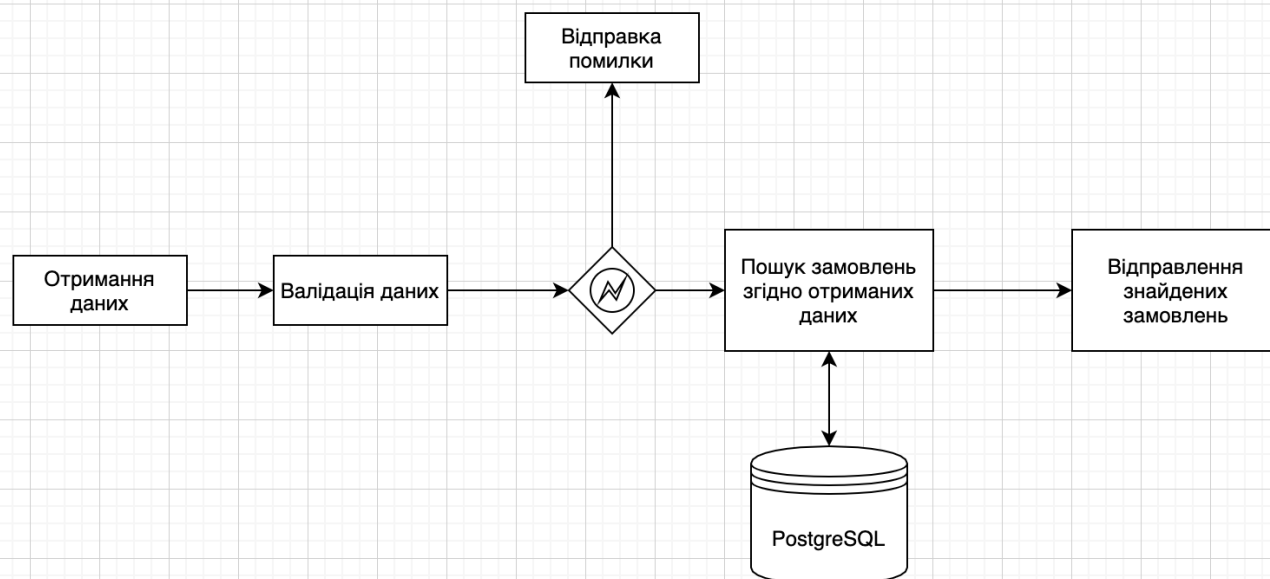 Відправка
помилки
Отримання
даних
Валідація даних
Пошук замовлень
згідно отриманих
даних
Відправлення
знайдених
замовлень
PostgreSQL